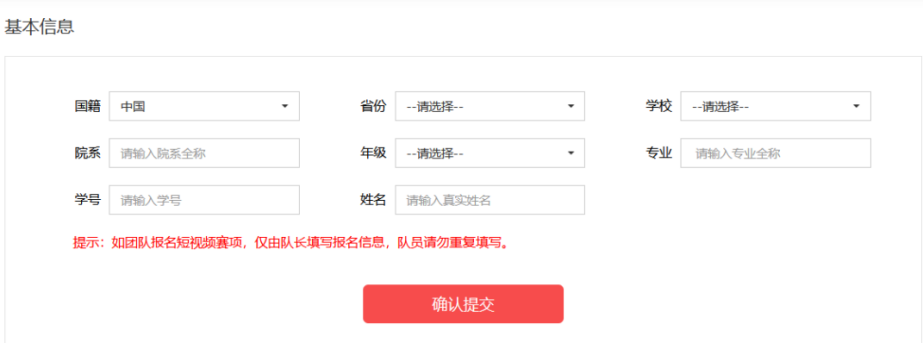 基本信息
国籍 中国 省份 --请选择-- 学校 --请选择--
院系 请输入院系全称 年级 --请选择-- 专业 请输入专业全称
学号 请输入学号 姓名 请输入真实姓名
提示：如团队报名短视频赛项，仅由队长填写报名信息，队员请勿重复填写。
确认提交